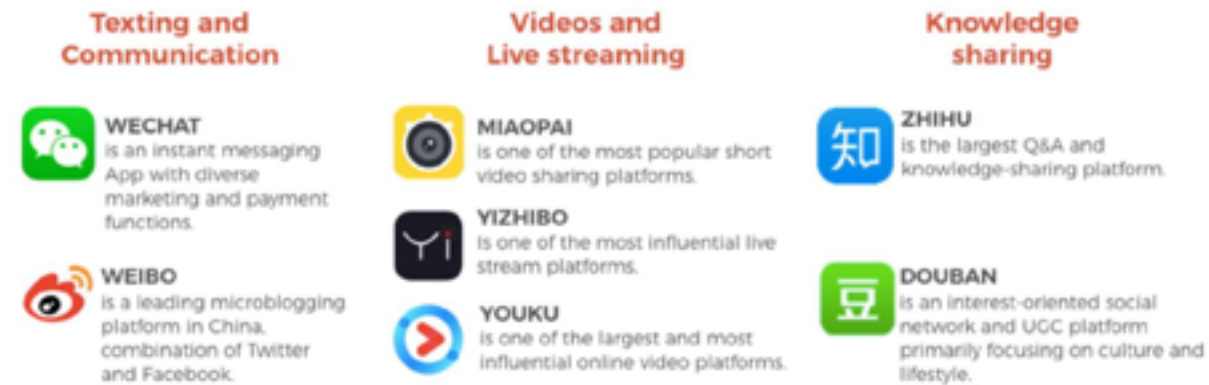 Texting and
Communication
WECHAT
is an instant messaging
App with diverse
marketing and payment
functions.
WEIBO
is a leading microblogging
platform in China,
combination of Twitter
and Facebook.
Videos and
Live streaming
MIAOPAI
is one of the most popular short
video sharing platforms.
Yi
YIZHIBO
Is one of the most influential live
stream platforms.
YOUKU
is one of the largest and most
influential online video platforms.
Knowledge
sharing
知
ZHIHU
is the largest Q&A and
knowledge-sharing platform.
豆
DOUBAN
is an interest-oriented social
network and UGC platform
primarily focusing on culture and
lifestyle.